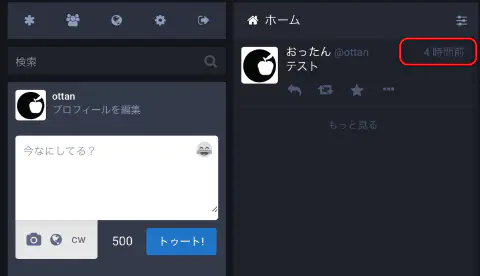 検索
ottan
プロフィールを編集
今なにしてる？
CW
500
トゥート!
ホーム
おったん @ottan
4 時間前
テスト
もっと見る